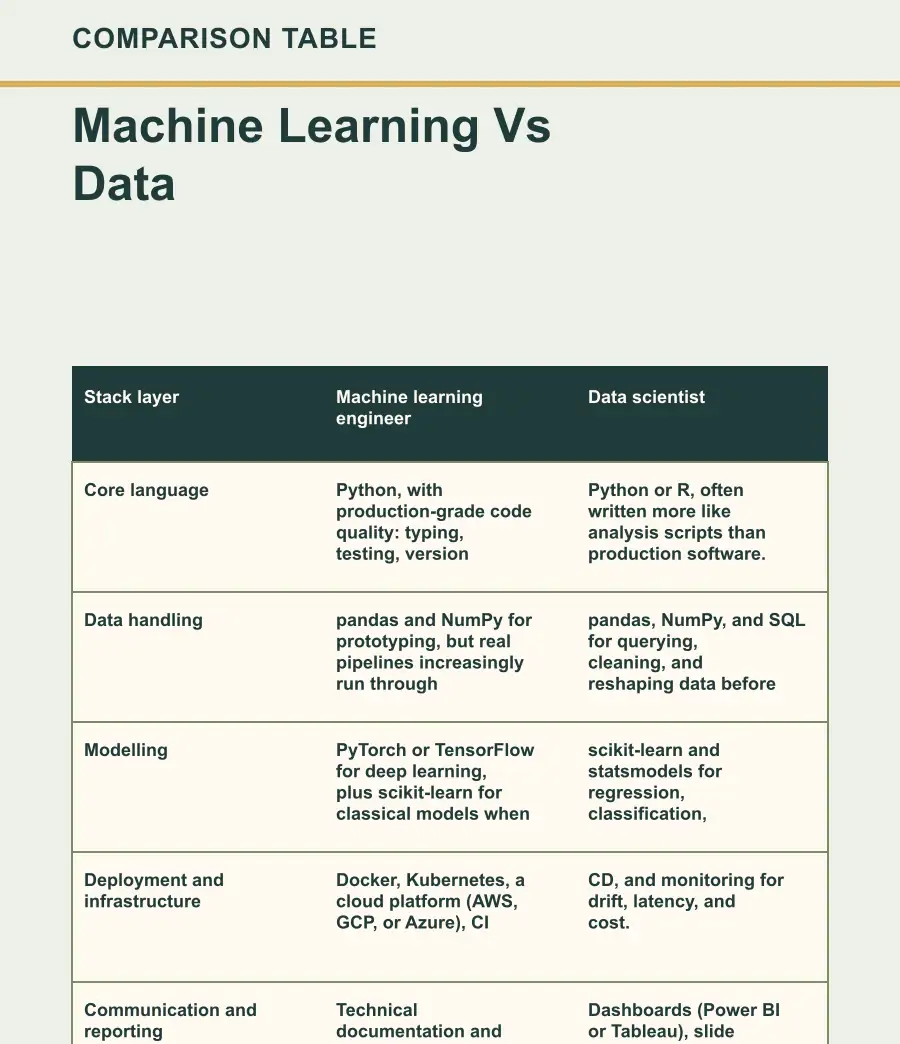 COMPARISON TABLE
Machine Learning Vs
Data
Stack layer
Machine learning
engineer
Data scientist
Core language
Python, with
production-grade code
quality: typing,
testing, version
Python or R, often
written more like
analysis scripts than
production software.
Data handling
pandas and NumPy for
prototyping, but real
pipelines increasingly
run through
pandas, NumPy, and SQL
for querying,
cleaning, and
reshaping data before
Modelling
PyTorch or TensorFlow
for deep learning,
plus scikit-learn for
classical models when
scikit-learn and
statsmodels for
regression,
classification,
Deployment and
infrastructure
Docker, Kubernetes, a
cloud platform (AWS,
GCP, or Azure), CI
CD, and monitoring for
drift, latency, and
cost.
Communication and
reporting
Technical
documentation and
Dashboards (Power BI
or Tableau), slide